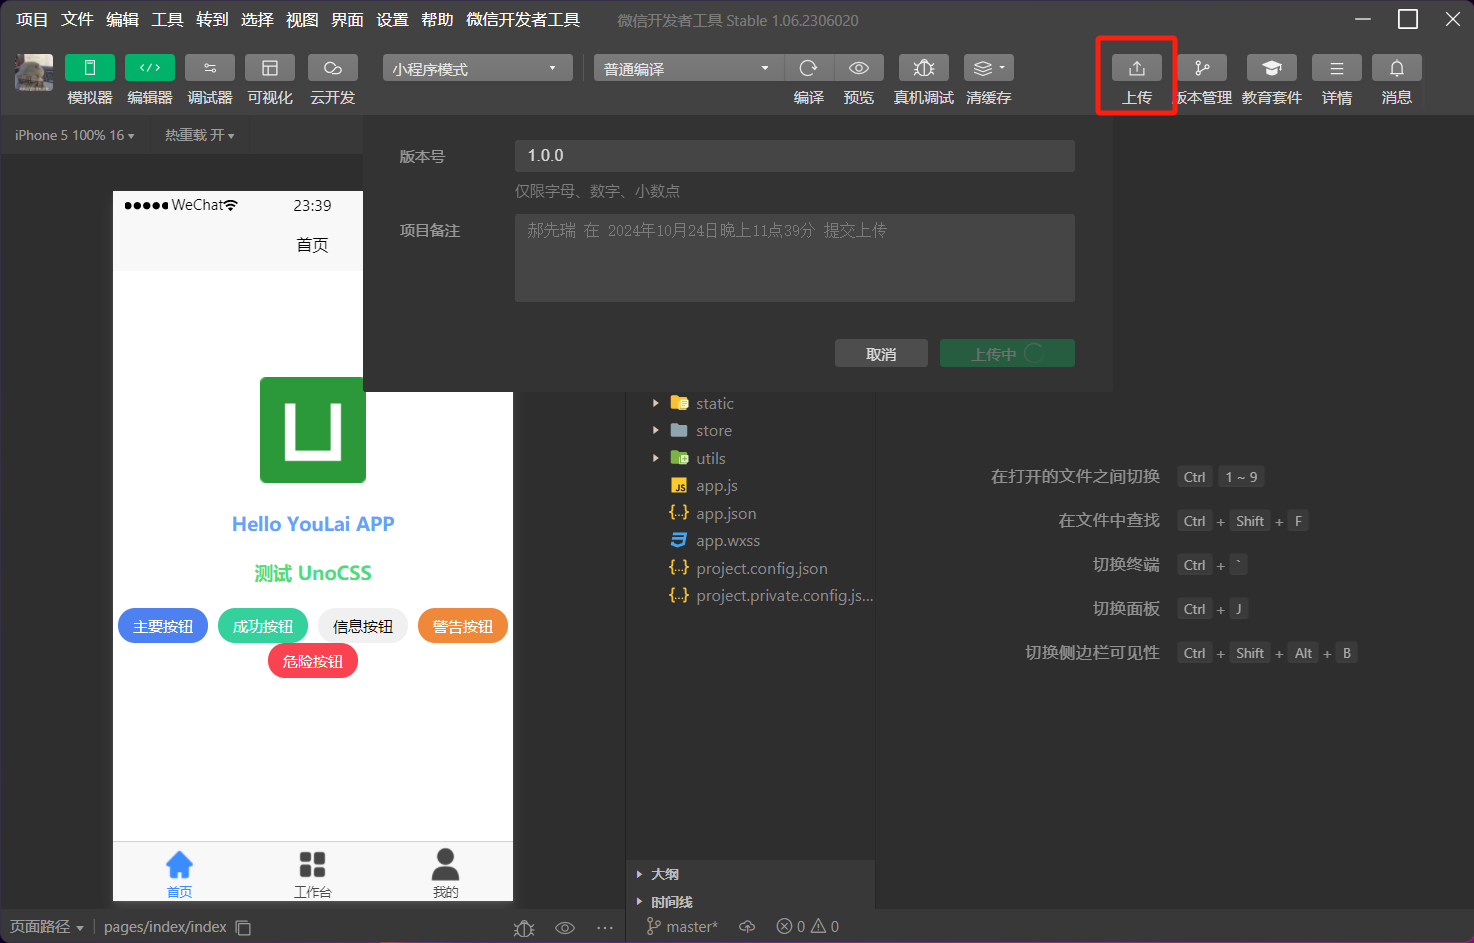 项目 文件 编辑 工具 转到 选择 视图 界面 设置 帮助 微信开发者工具 微信开发者工具 Stable 1.06.2306020
模拟器 编辑器 调试器 可视化 云开发
小程序模式
普通编译
编译 预览 真机调试 清缓存
上传 版本管理 教育套件 详情 消息
iPhone 5 100% 16 热重载 开
版本号
1.0.0
仅限字母、数字、小数点
项目备注
郝先瑞 在 2024年10月24日晚上11点39分 提交上传
取消 上传中
WeChat 23:39
首页
U
Hello YouLai APP
测试 UnoCSS
主要按钮 成功按钮 信息按钮 警告按钮
危险按钮
首页 工作台 我的
static
store
utils
JS app.js
{..} app.json
app.wxss
{..} project.config.json
{..} project.private.config.js...
在打开的文件之间切换 Ctrl 1 ~ 9
在文件中查找 Ctrl + Shift + F
切换终端 Ctrl + `
切换面板 Ctrl + J
切换侧边栏可见性 Ctrl + Shift + Alt + B
大纲
时间线
页面路径 pages/index/index
master* 0 0